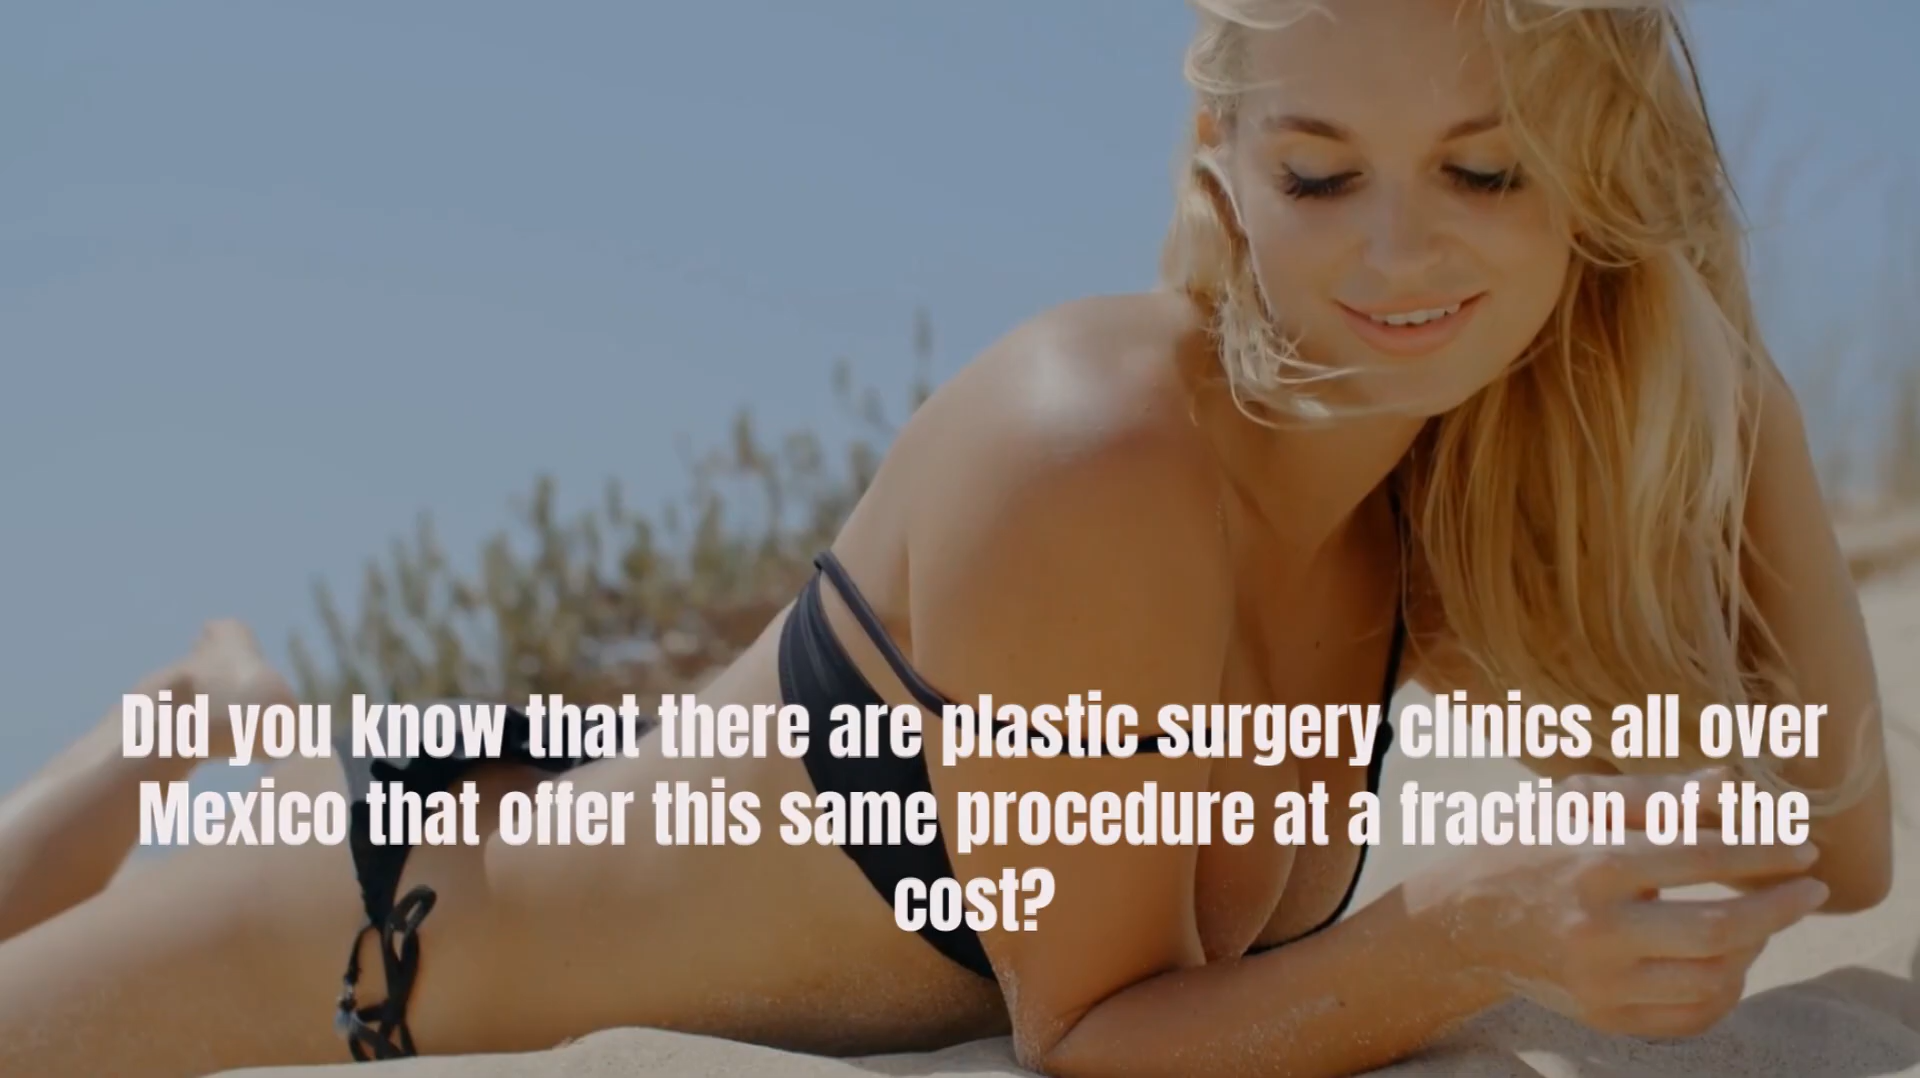 Did you know that there are plastic surgery clinics all over
Mexico that offer this same procedure at a fraction of the
cost?